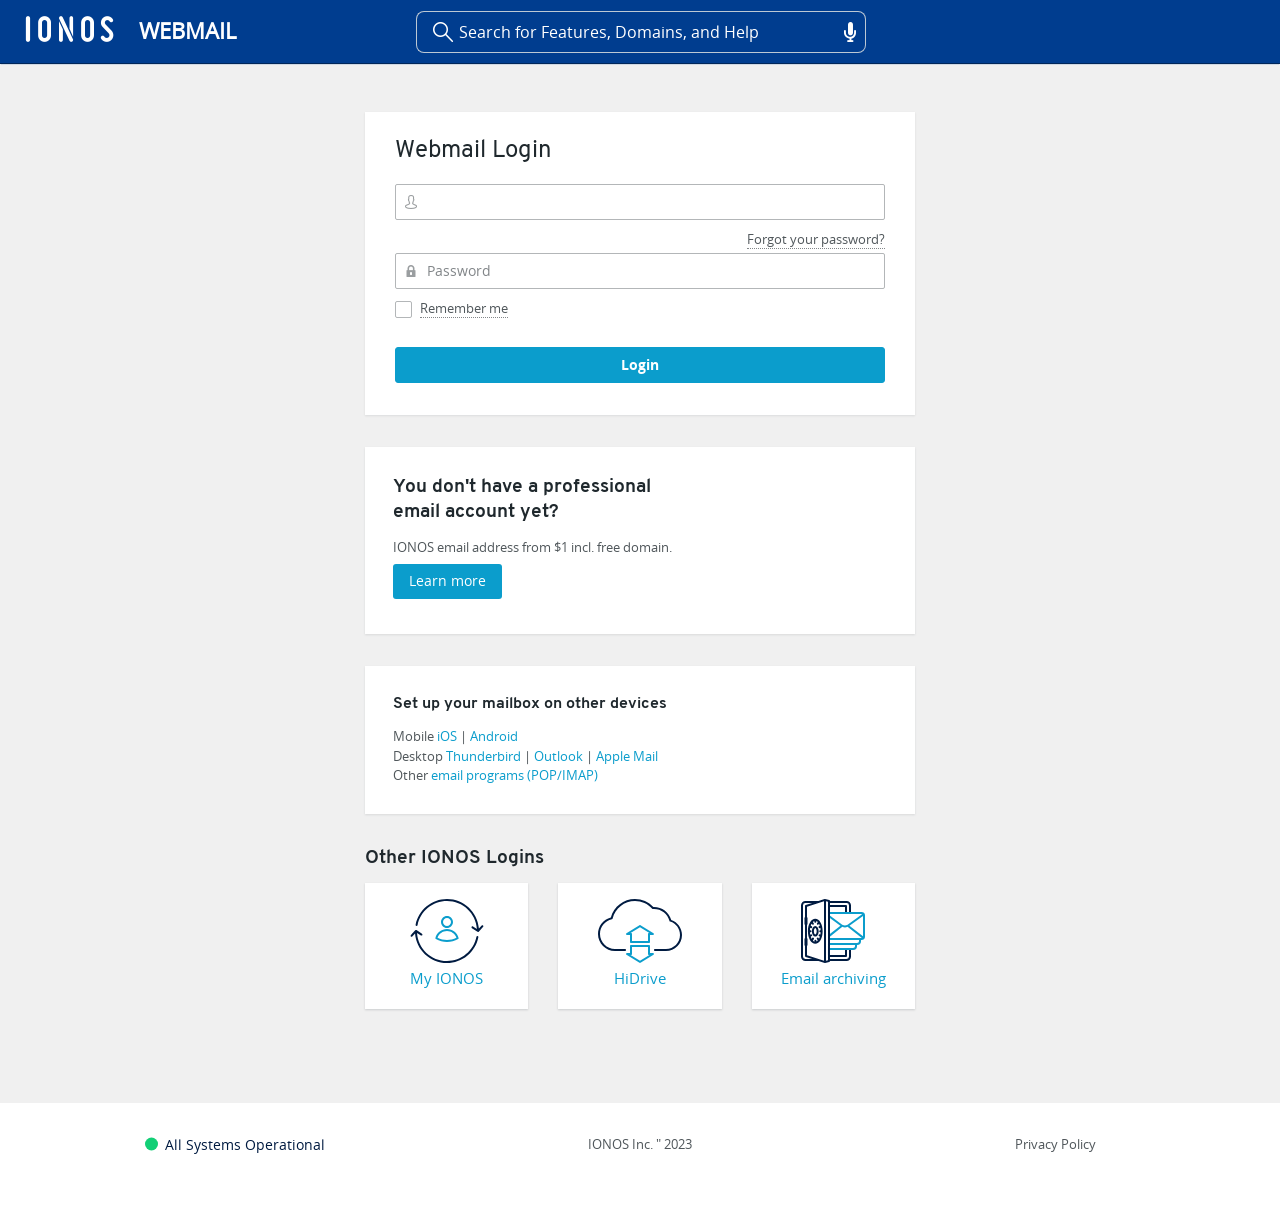 IONOS WEBMAIL
Search for Features, Domains, and Help
Webmail Login
Forgot your password?
Password
Remember me
Login
You don't have a professional
email account yet?
IONOS email address from $1 incl. free domain.
Learn more
Set up your mailbox on other devices
Mobile iOS | Android
Desktop Thunderbird | Outlook | Apple Mail
Other email programs (POP/IMAP)
Other IONOS Logins
My IONOS
HiDrive
Email archiving
All Systems Operational
IONOS Inc. " 2023
Privacy Policy